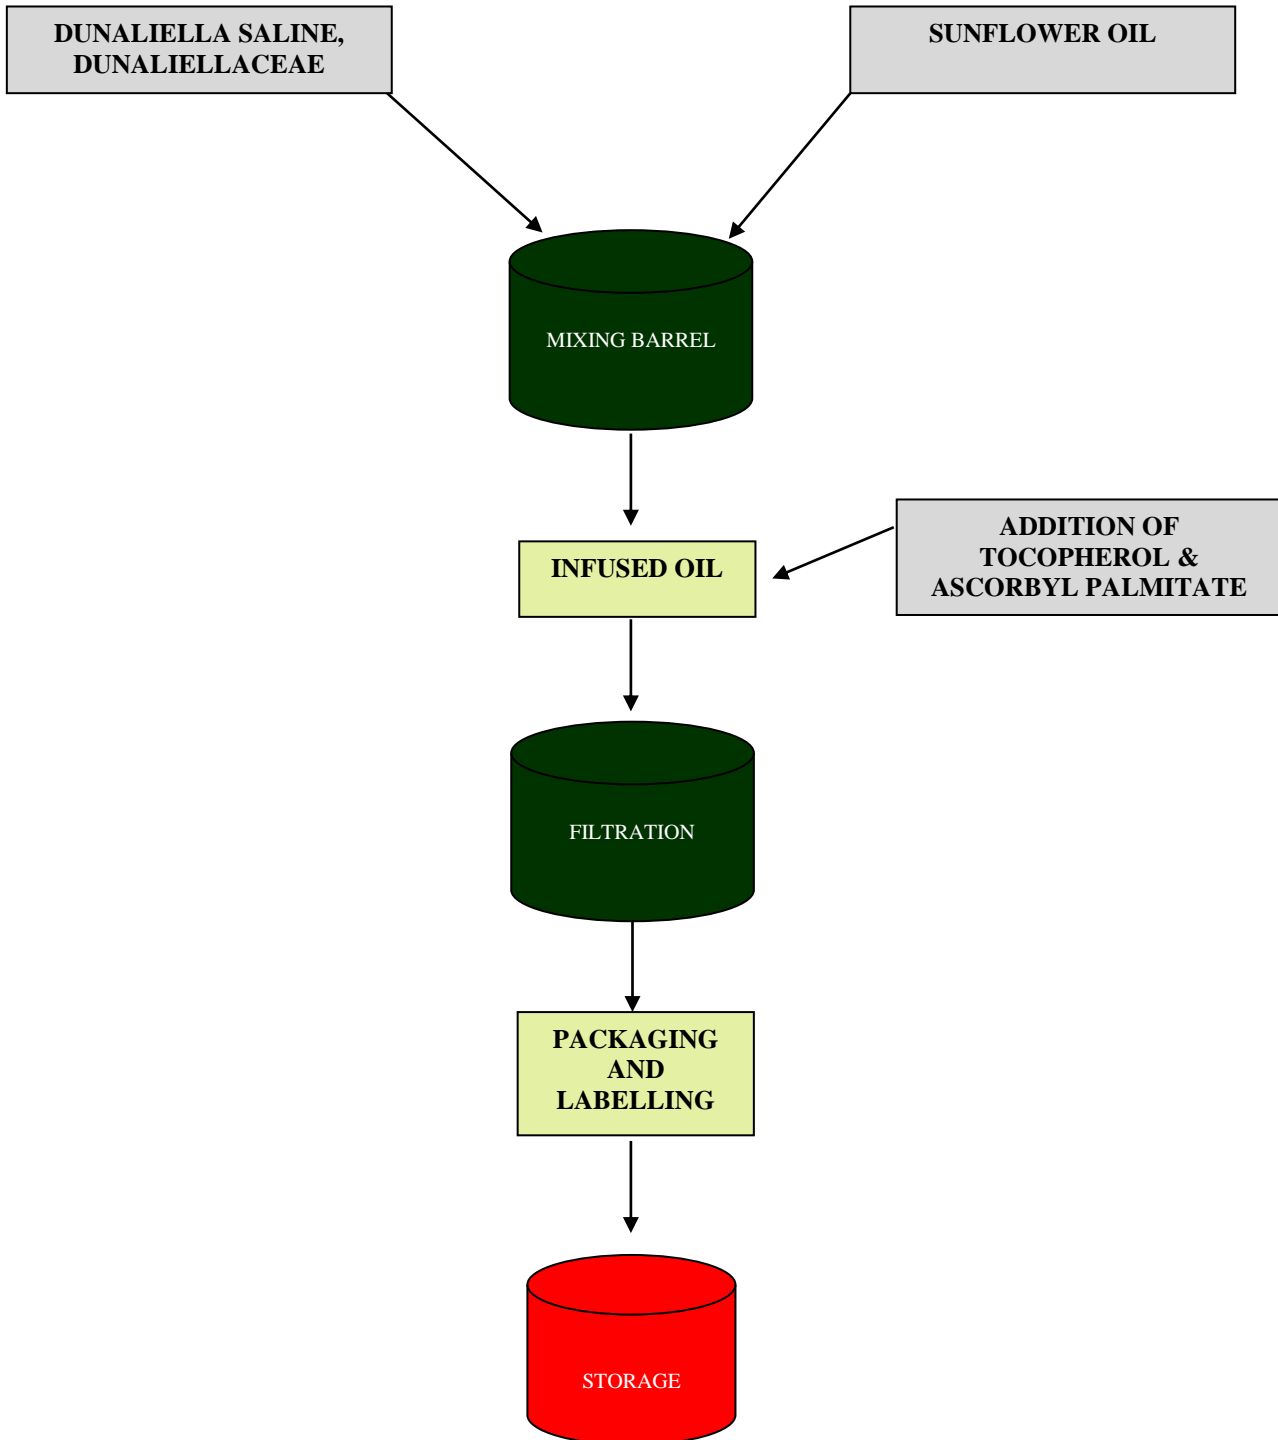 DUNALIELLA SALINE,
DUNALIELLACEAE
SUNFLOWER OIL
MIXING BARREL
INFUSED OIL
ADDITION OF
TOCOPHEROL &
ASCORBYL PALMITATE
FILTRATION
PACKAGING
AND
LABELLING
STORAGE